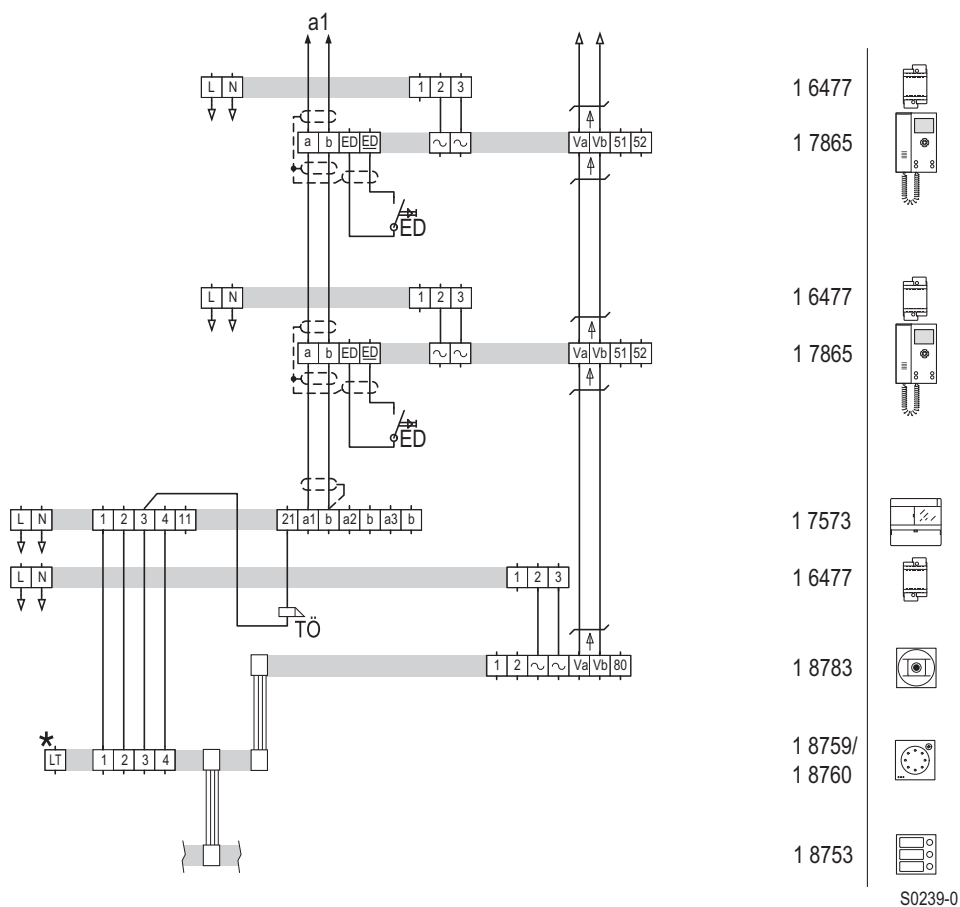 a1
L N 1 2 3 1 6477
a b ED ED ~ ~ Va Vb 51 52 1 7865
ED
L N 1 2 3 1 6477
a b ED ED ~ ~ Va Vb 51 52 1 7865
ED
L N 1 2 3 4 11 21 a1 b a2 b a3 b 1 7573
L N 1 2 3 1 6477
TÖ
1 2 ~ ~ Va Vb 80 1 8783
*
LT 1 2 3 4 1 8759/
1 8760
1 8753
S0239-0